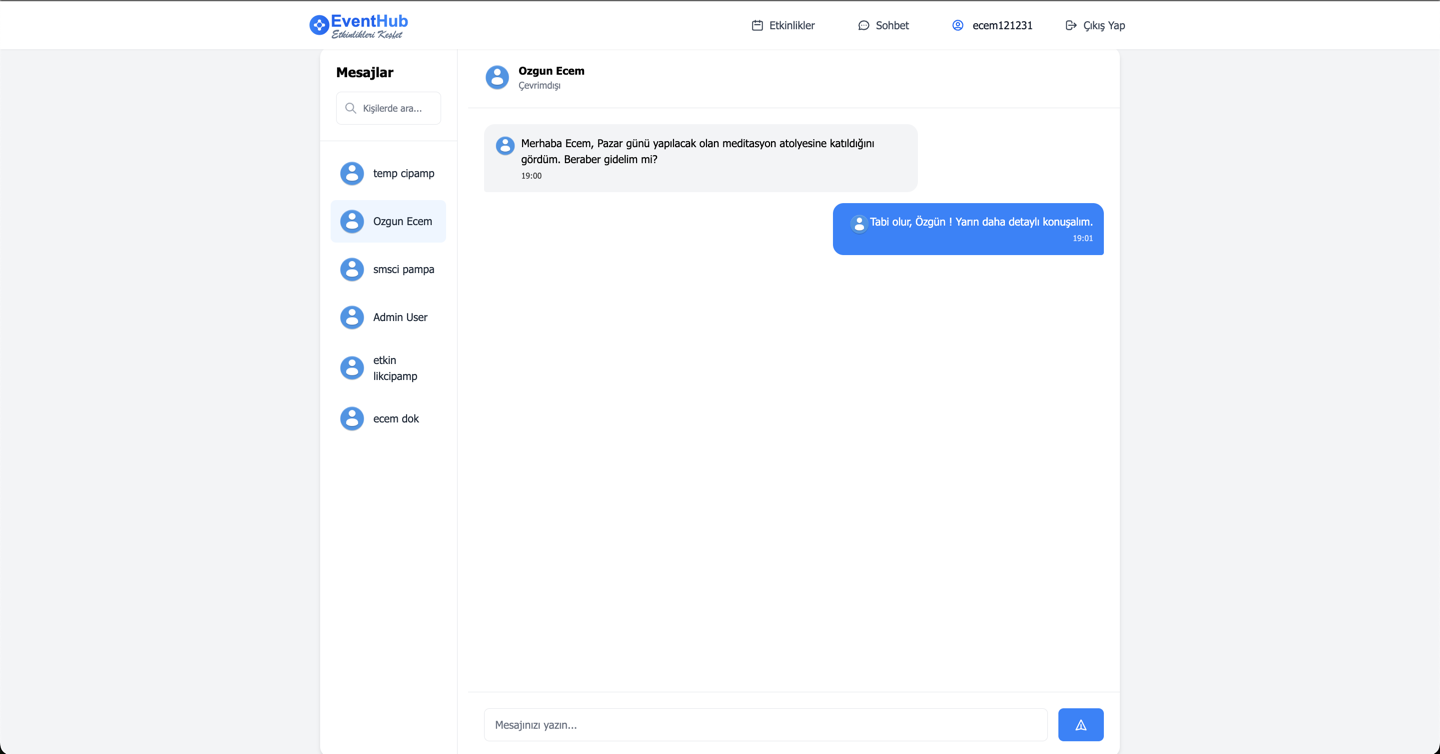 EventHub
Etkinlikleri Keşfet
Etkinlikler
Sohbet
ecem121231
Çıkış Yap
Mesajlar
Kişilerde ara...
temp cipamp
Ozgun Ecem
smsci pampa
Admin User
etkin
likcipamp
ecem dok
Ozgun Ecem
Çevrimdışı
Merhaba Ecem, Pazar günü yapılacak olan meditasyon atolyesine katıldığını
gördüm. Beraber gidelim mi?
19:00
Tabi olur, Özgün ! Yarın daha detaylı konuşalım.
19:01
Mesajınızı yazın...